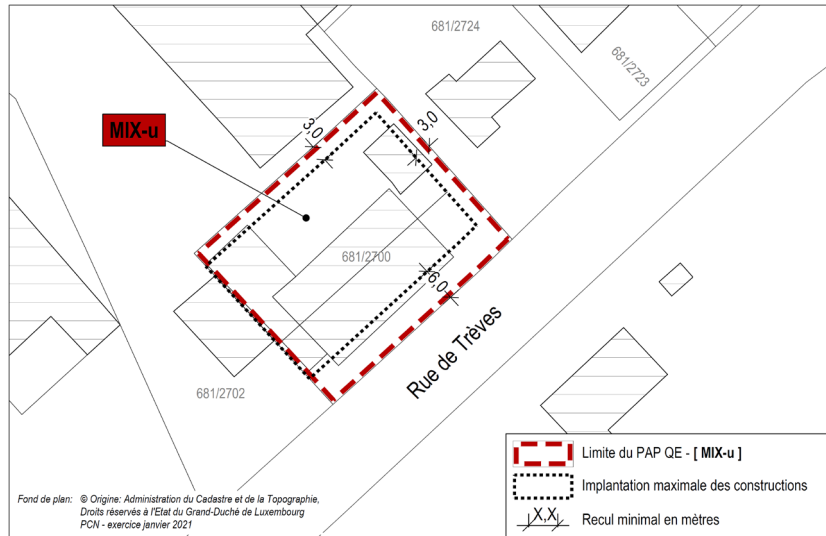 681/2724
681/2723
MIX-u
3,0
3,0
681/2700
6,0
Rue de Trèves
681/2702
Limite du PAP QE - [ MIX-u ]
Implantation maximale des constructions
X,X Recul minimal en mètres
Fond de plan: © Origine: Administration du Cadastre et de la Topographie,
Droits réservés à l'Etat du Grand-Duché de Luxembourg
PCN - exercice janvier 2021